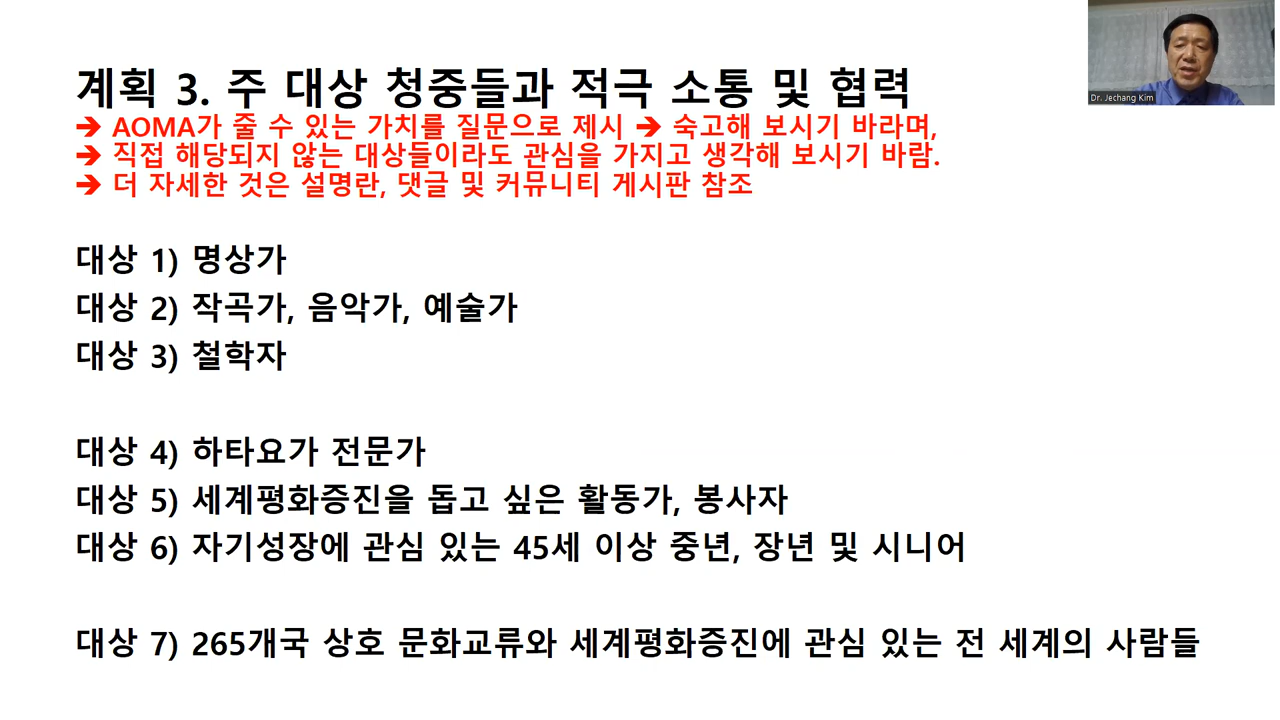 계획 3. 주 대상 청중들과 적극 소통 및 협력
➔ AOMA가 줄 수 있는 가치를 질문으로 제시 ➔ 숙고해 보시기 바라며,
➔ 직접 해당되지 않는 대상들이라도 관심을 가지고 생각해 보시기 바람.
➔ 더 자세한 것은 설명란, 댓글 및 커뮤니티 게시판 참조
Dr. Jechang Kim
대상 1) 명상가
대상 2) 작곡가, 음악가, 예술가
대상 3) 철학자
대상 4) 하타요가 전문가
대상 5) 세계평화증진을 돕고 싶은 활동가, 봉사자
대상 6) 자기성장에 관심 있는 45세 이상 중년, 장년 및 시니어
대상 7) 265개국 상호 문화교류와 세계평화증진에 관심 있는 전 세계의 사람들